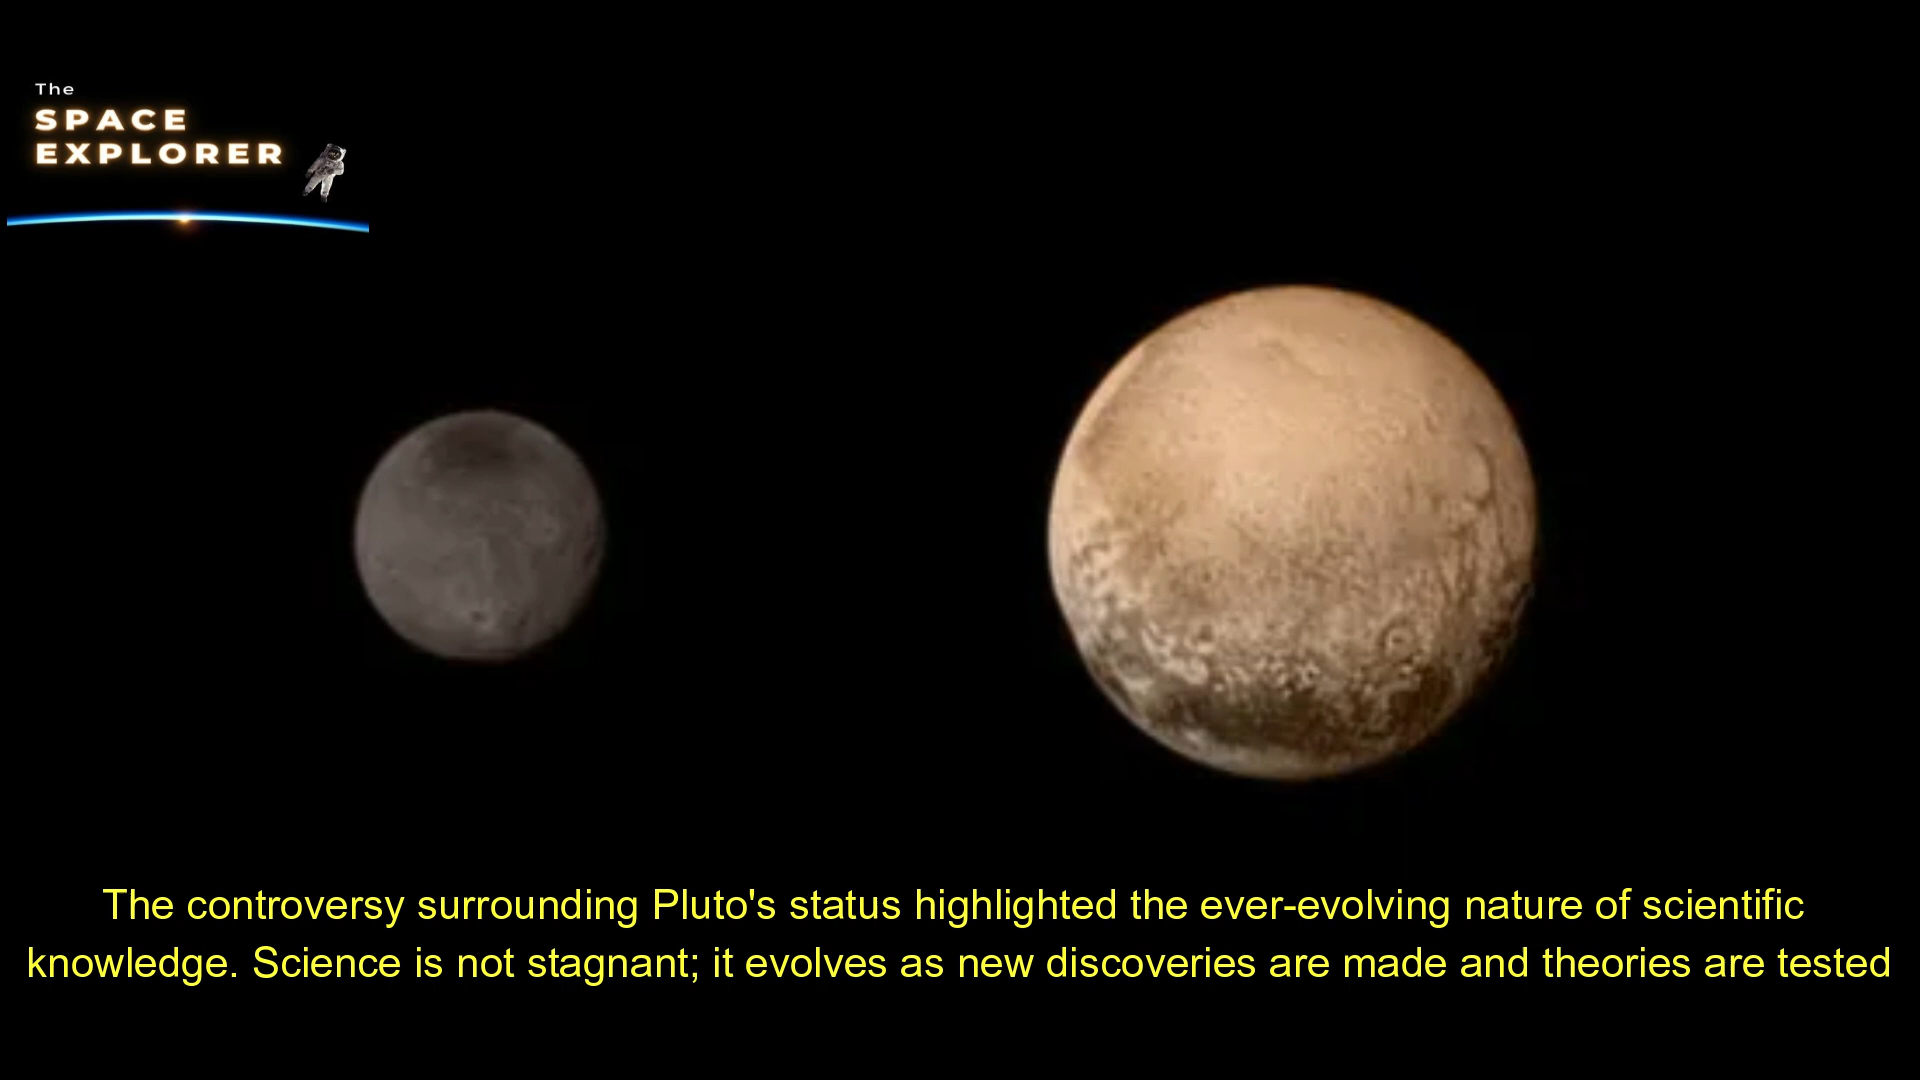 The
SPACE
EXPLORER
The controversy surrounding Pluto's status highlighted the ever-evolving nature of scientific
knowledge. Science is not stagnant; it evolves as new discoveries are made and theories are tested